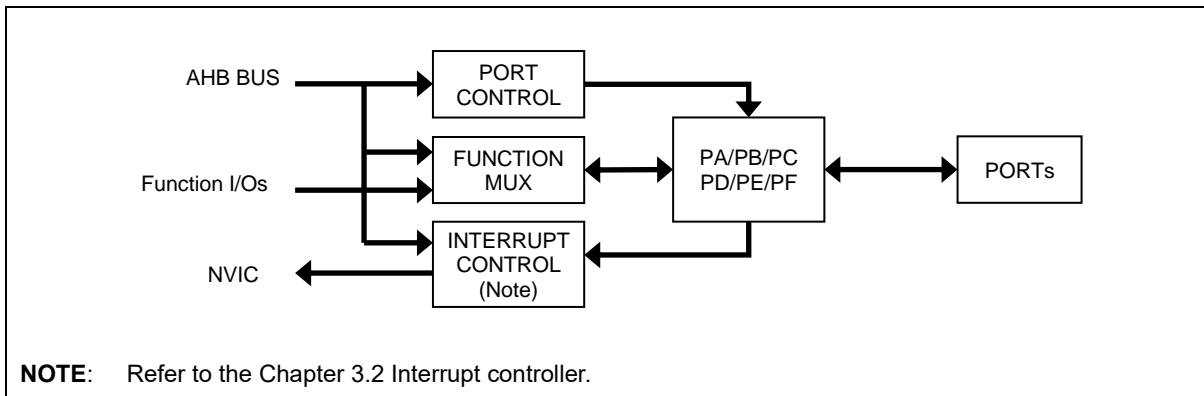 AHB BUS
PORT
CONTROL
Function I/Os
FUNCTION
MUX
PA/PB/PC
PD/PE/PF
PORTs
NVIC
INTERRUPT
CONTROL
(Note)
NOTE: Refer to the Chapter 3.2 Interrupt controller.